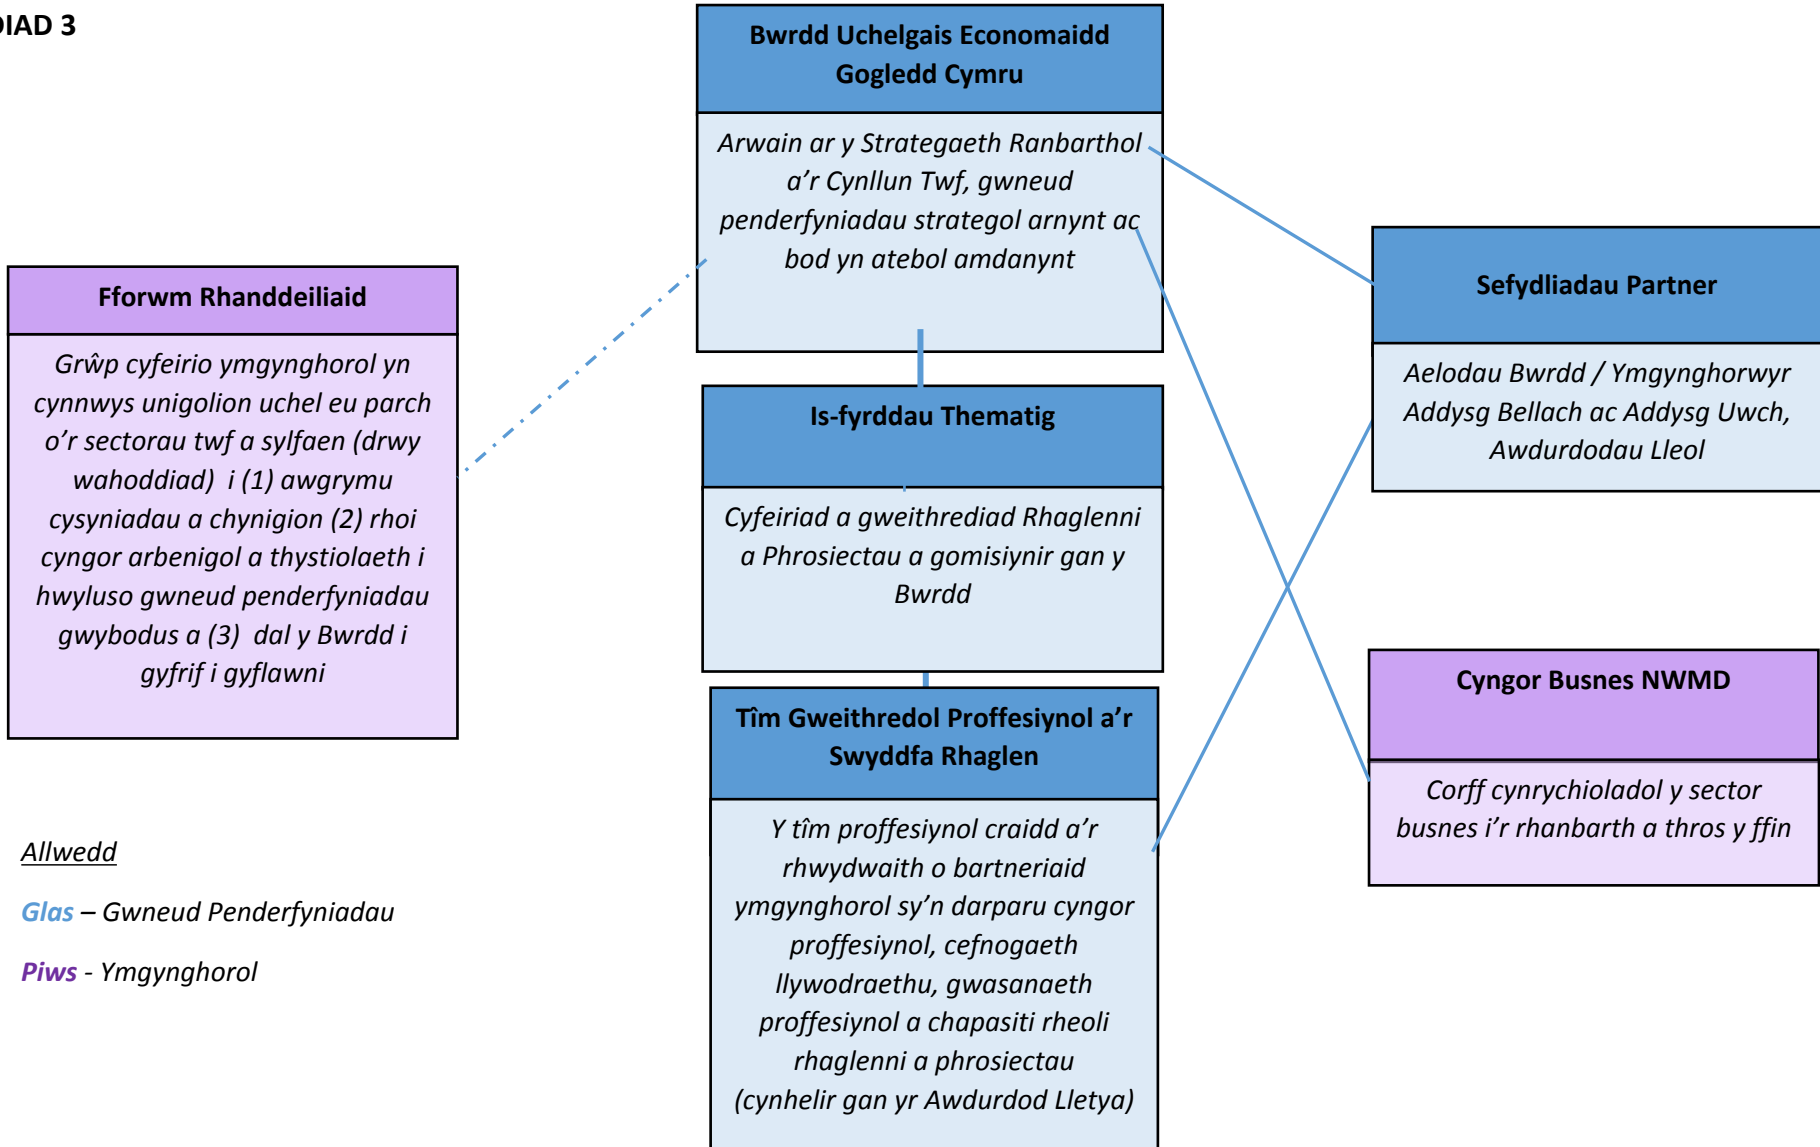 DIAD 3
Bwrdd Uchelgais Economaidd
Gogledd Cymru
Arwain ar y Strategaeth Ranbarthol
a’r Cynllun Twf, gwneud
penderfyniadau strategol arnynt ac
bod yn atebol amdanynt
Fforwm Rhanddeiliaid
Grŵp cyfeirio ymgynghorol yn
cynnwys unigolion uchel eu parch
o’r sectorau twf a sylfaen (drwy
wahoddiad) i (1) awgrymu
cysyniadau a chynigion (2) rhoi
cyngor arbenigol a thystiolaeth i
hwyluso gwneud penderfyniadau
gwybodus a (3) dal y Bwrdd i
gyfrif i gyflawni
Sefydliadau Partner
Aelodau Bwrdd / Ymgynghorwyr
Addysg Bellach ac Addysg Uwch,
Awdurdodau Lleol
Is-fyrddau Thematig
Cyfeiriad a gweithrediad Rhaglenni
a Phrosiectau a gomisiynir gan y
Bwrdd
Cyngor Busnes NWMD
Corff cynrychioladol y sector
busnes i’r rhanbarth a thros y ffin
Tîm Gweithredol Proffesiynol a’r
Swyddfa Rhaglen
Y tîm proffesiynol craidd a’r
rhwydwaith o bartneriaid
ymgynghorol sy’n darparu cyngor
proffesiynol, cefnogaeth
llywodraethu, gwasanaeth
proffesiynol a chapasiti rheoli
rhaglenni a phrosiectau
(cynhelir gan yr Awdurdod Lletya)
Allwedd
Glas – Gwneud Penderfyniadau
Piws - Ymgynghorol